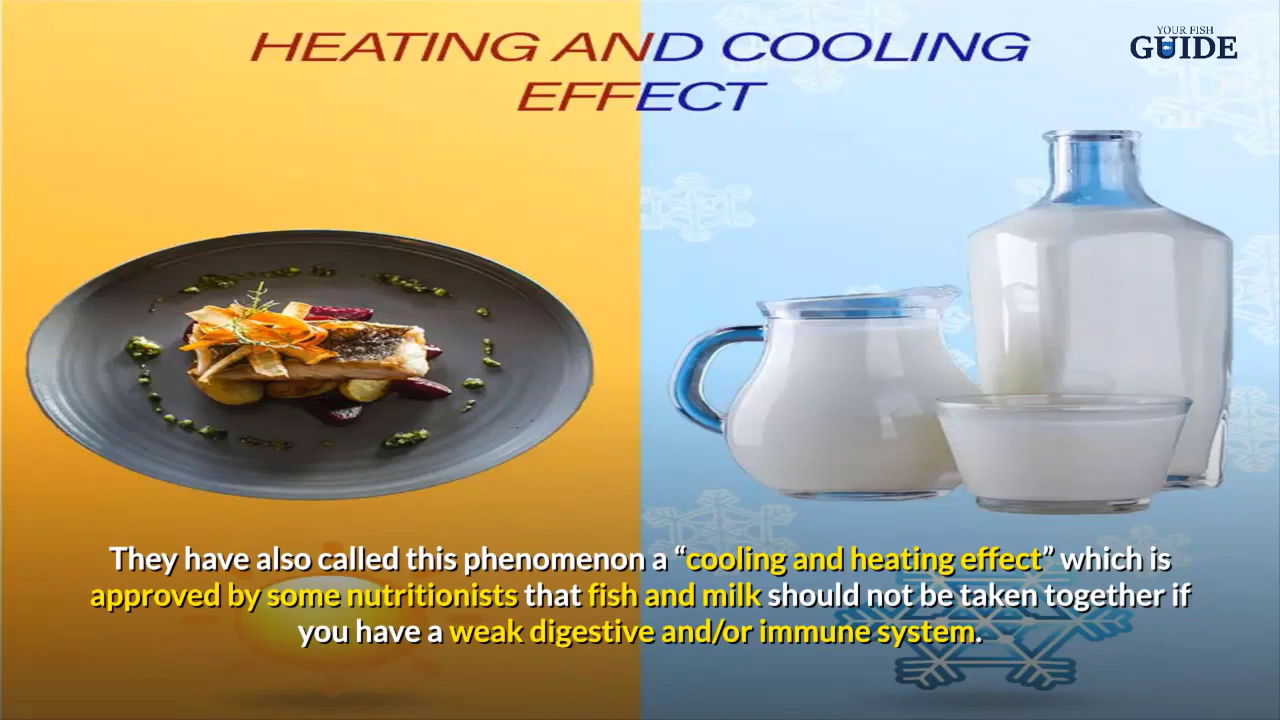 HEATING AND COOLING
EFFECT
YOUR FISH
GUIDE
They have also called this phenomenon a “cooling and heating effect” which is
approved by some nutritionists that fish and milk should not be taken together if
you have a weak digestive and/or immune system.